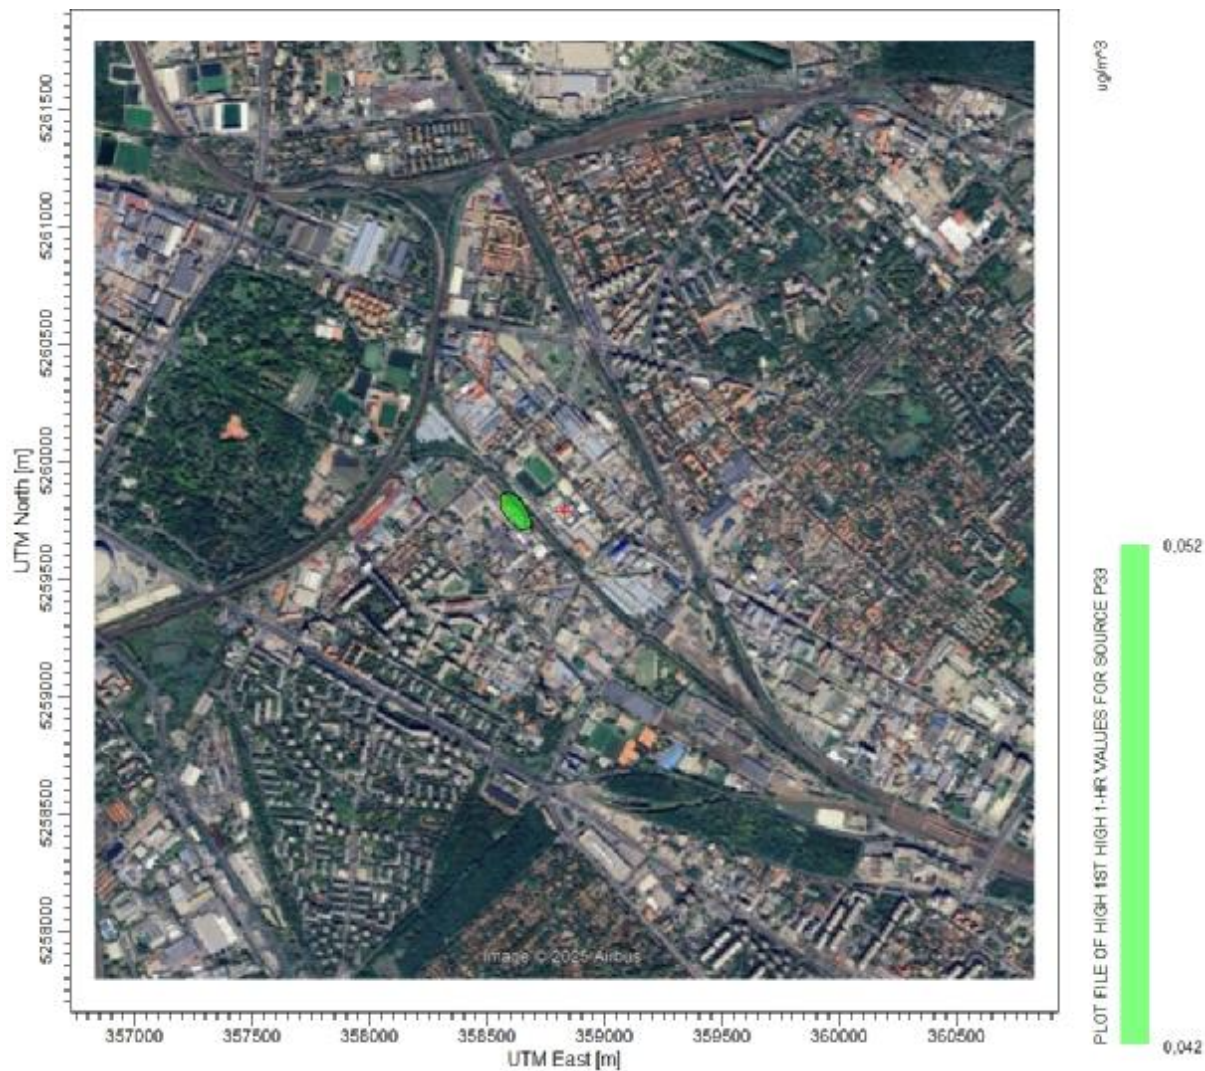 ug/m^3
5261500
5261000
5260500
5260000
5259500
5259000
5258500
5258000
UTM North [m]
Image © 2025 Airbus
357000 357500 358000 358500 359000 359500 360000 360500
UTM East [m]
PLOT FILE OF HIGH 1ST HIGH 1-HR VALUES FOR SOURCE P33
0,052
0,042